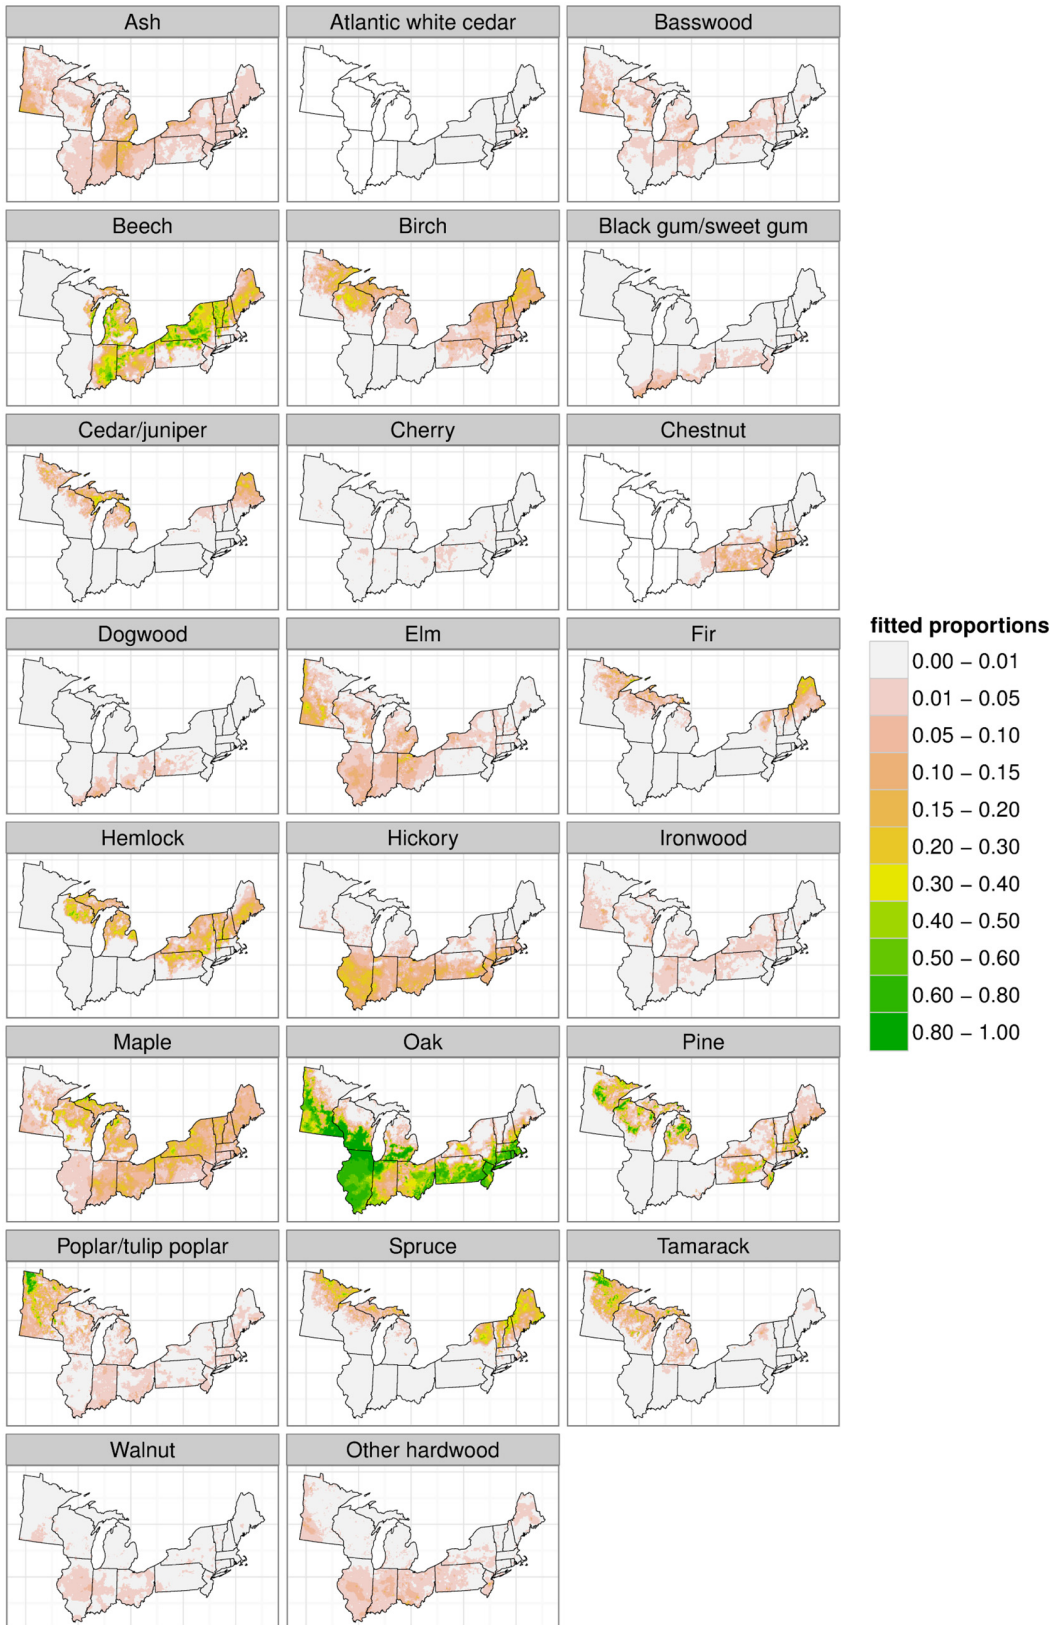 Ash
Atlantic white cedar
Basswood
Beech
Birch
Black gum/sweet gum
Cedar/juniper
Cherry
Chestnut
Dogwood
Elm
Fir
Hemlock
Hickory
Ironwood
Maple
Oak
Pine
Poplar/tulip poplar
Spruce
Tamarack
Walnut
Other hardwood
fitted proportions
0.00 – 0.01
0.01 – 0.05
0.05 – 0.10
0.10 – 0.15
0.15 – 0.20
0.20 – 0.30
0.30 – 0.40
0.40 – 0.50
0.50 – 0.60
0.60 – 0.80
0.80 – 1.00